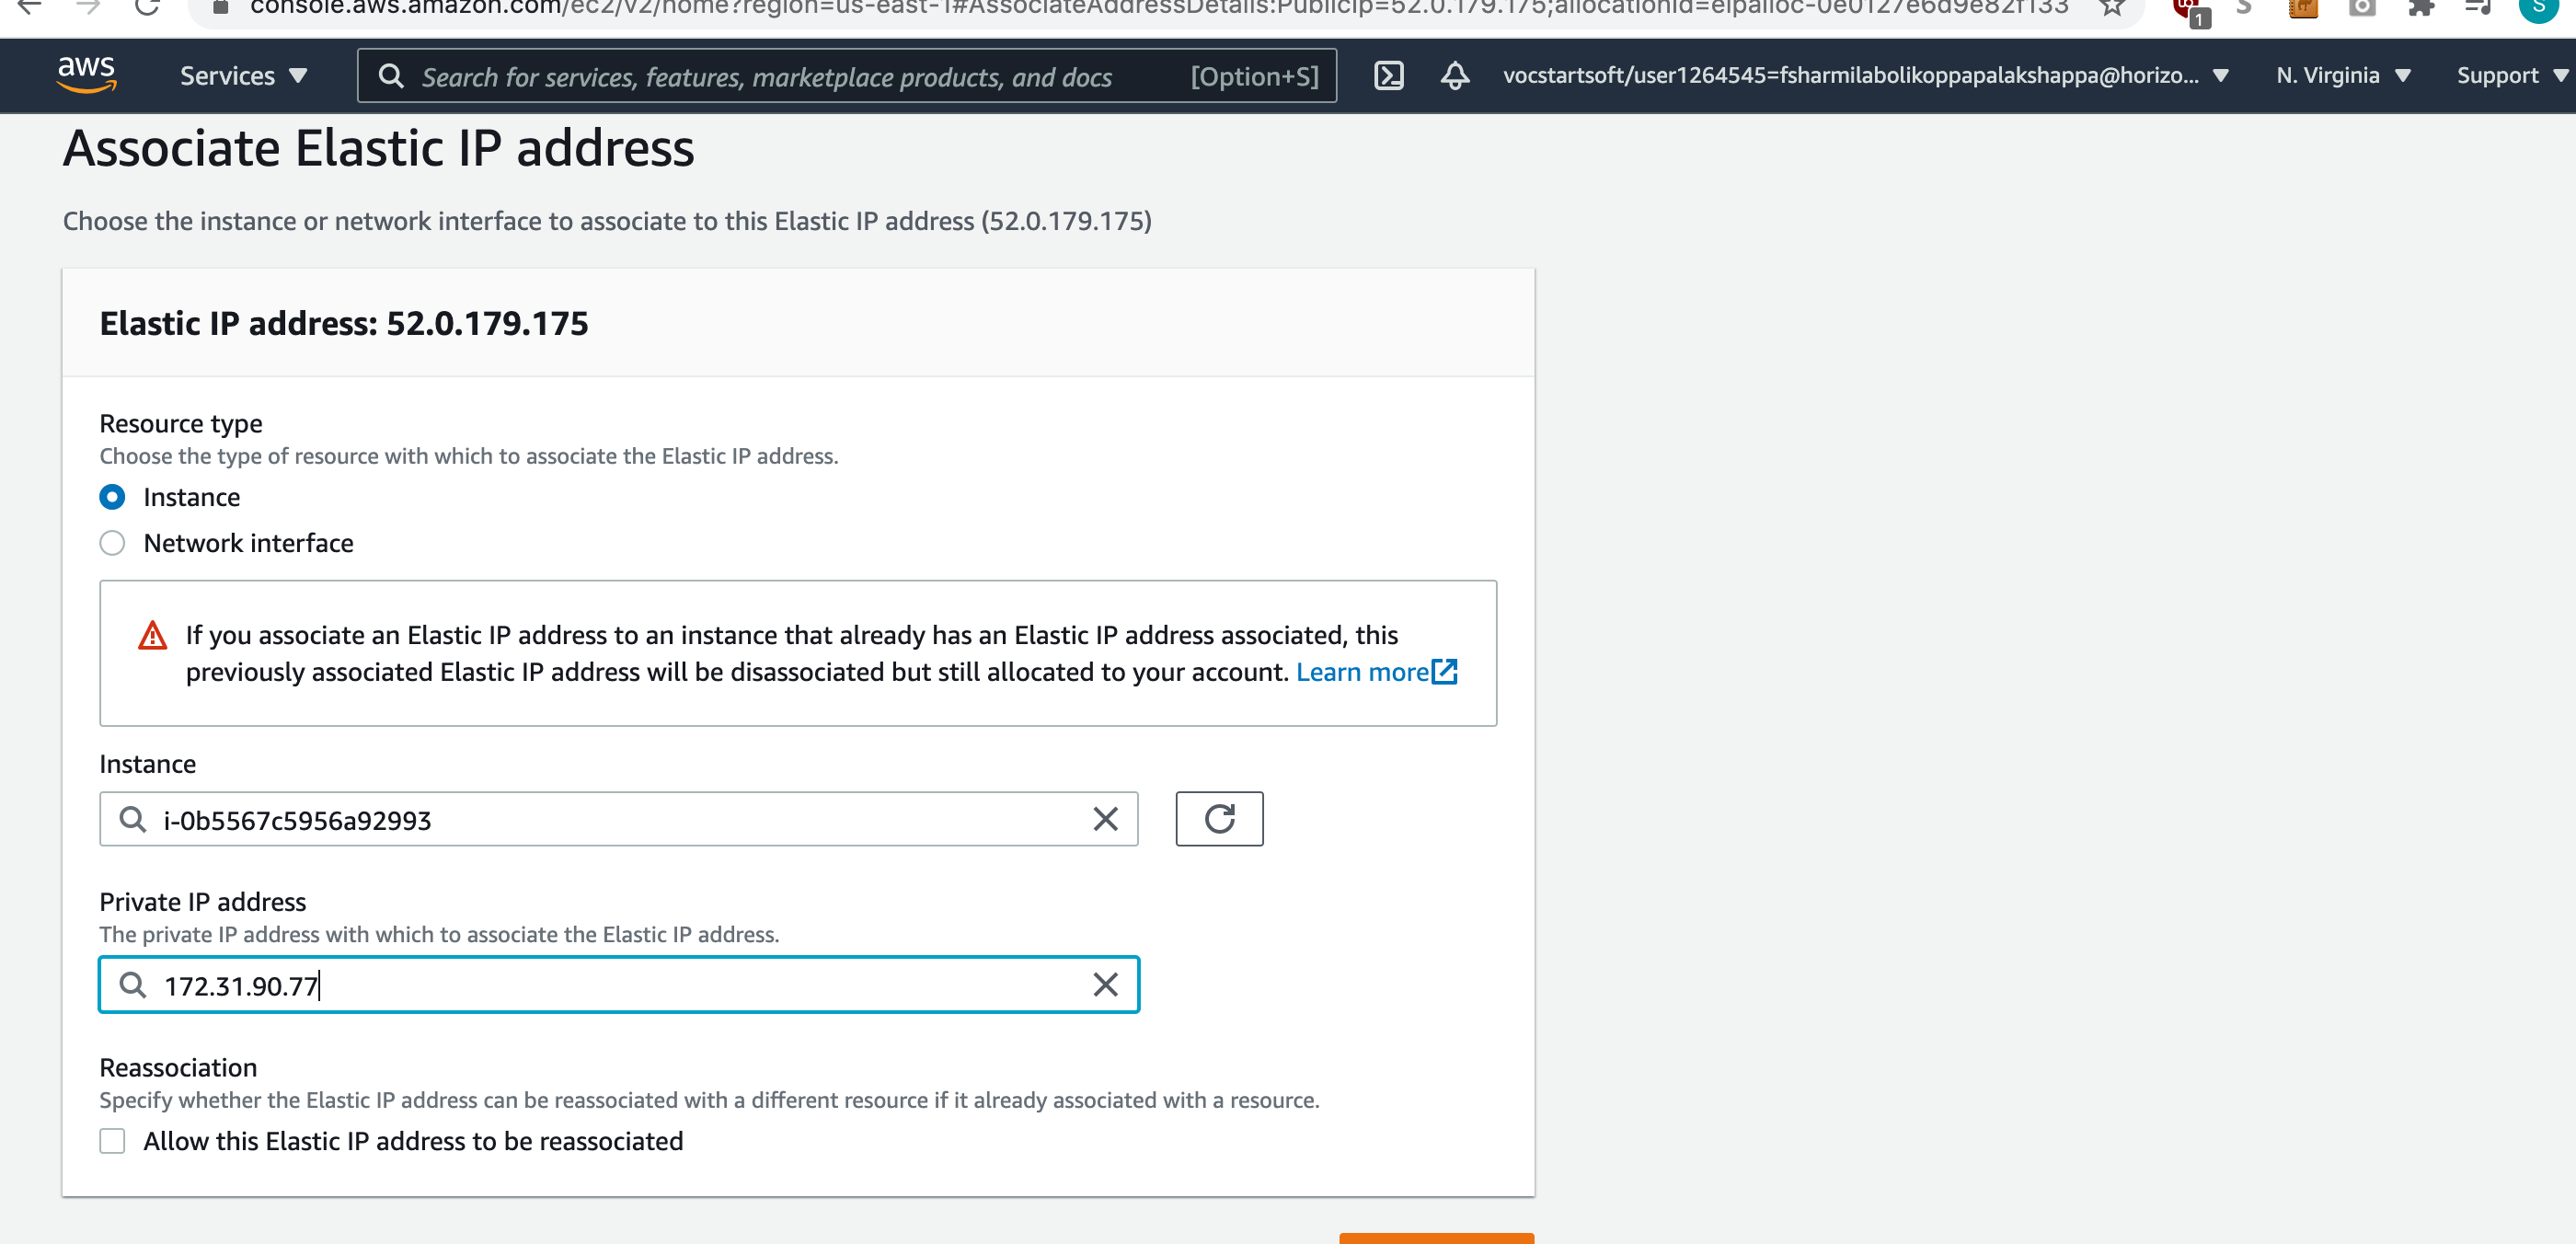 console.aws.amazon.com/ec2/v2/home?region=us-east-1#AssociateAddressDetails:PublicIp=52.0.179.175;allocationId=eipalloc-0e0127e6d9e82f133
1
S
S
aws
Services
Search for services, features, marketplace products, and docs
[Option+S]
vocstartsoft/user1264545=fsharmilabolikoppapalakshappa@horizo...
N. Virginia
Support
Associate Elastic IP address
Choose the instance or network interface to associate to this Elastic IP address (52.0.179.175)
Elastic IP address: 52.0.179.175
Resource type
Choose the type of resource with which to associate the Elastic IP address.
Instance
Network interface
If you associate an Elastic IP address to an instance that already has an Elastic IP address associated, this
previously associated Elastic IP address will be disassociated but still allocated to your account. Learn more
Instance
i-0b5567c5956a92993
Private IP address
The private IP address with which to associate the Elastic IP address.
172.31.90.77
Reassociation
Specify whether the Elastic IP address can be reassociated with a different resource if it already associated with a resource.
Allow this Elastic IP address to be reassociated